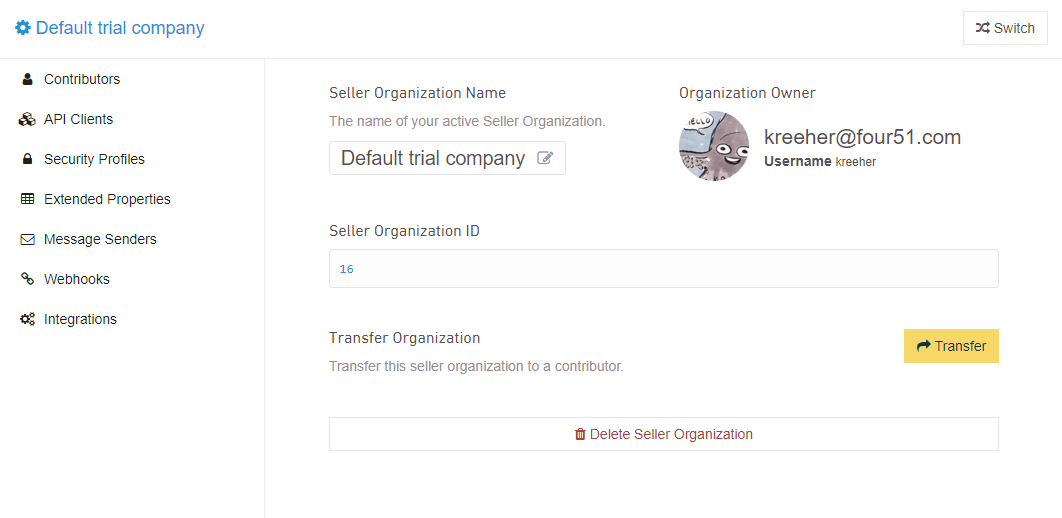 Default trial company
Switch
Contributors
API Clients
Security Profiles
Extended Properties
Message Senders
Webhooks
Integrations
Seller Organization Name
The name of your active Seller Organization.
Default trial company
Organization Owner
kreeher@four51.com
Username kreeher
Seller Organization ID
16
Transfer Organization
Transfer this seller organization to a contributor.
Transfer
Delete Seller Organization